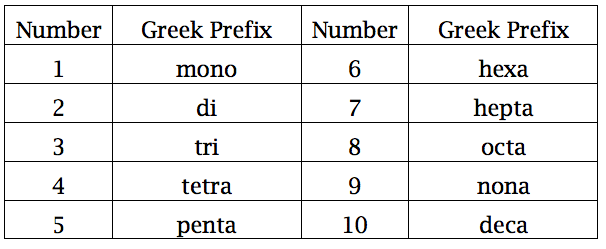 Number Greek Prefix Number Greek Prefix
1 mono 6 hexa
2 di 7 hepta
3 tri 8 octa
4 tetra 9 nona
5 penta 10 deca